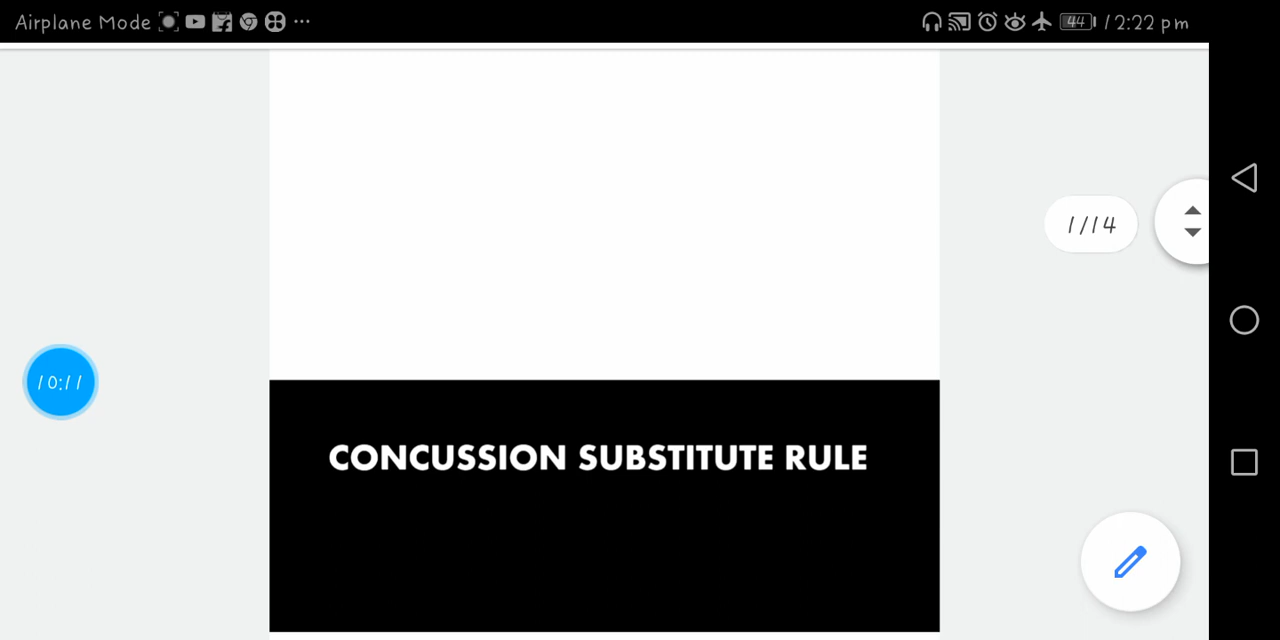 Airplane Mode ...
44 12:22 pm
1/14
10:11
CONCUSSION SUBSTITUTE RULE